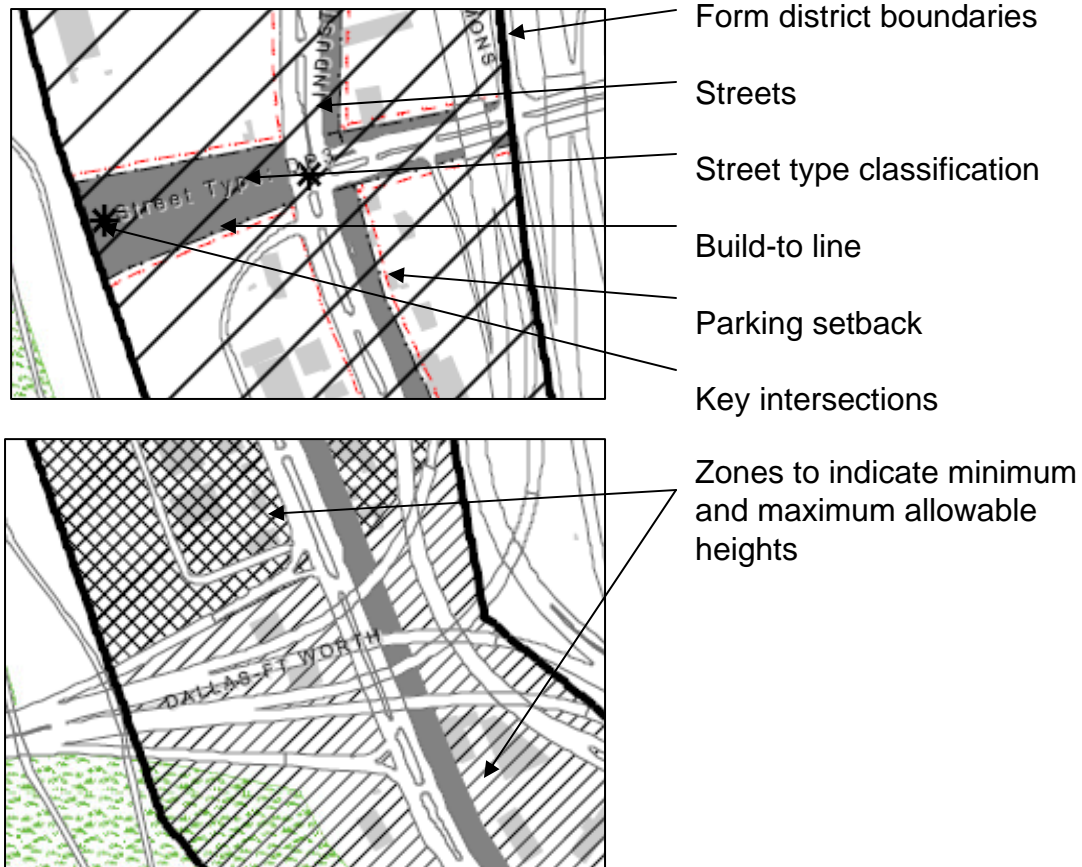 Form district boundaries
Streets
Street type classification
Build-to line
Parking setback
Key intersections
Zones to indicate minimum
and maximum allowable
heights
INDUS
MONS
Street Typ
DALLAS-FT WORTH